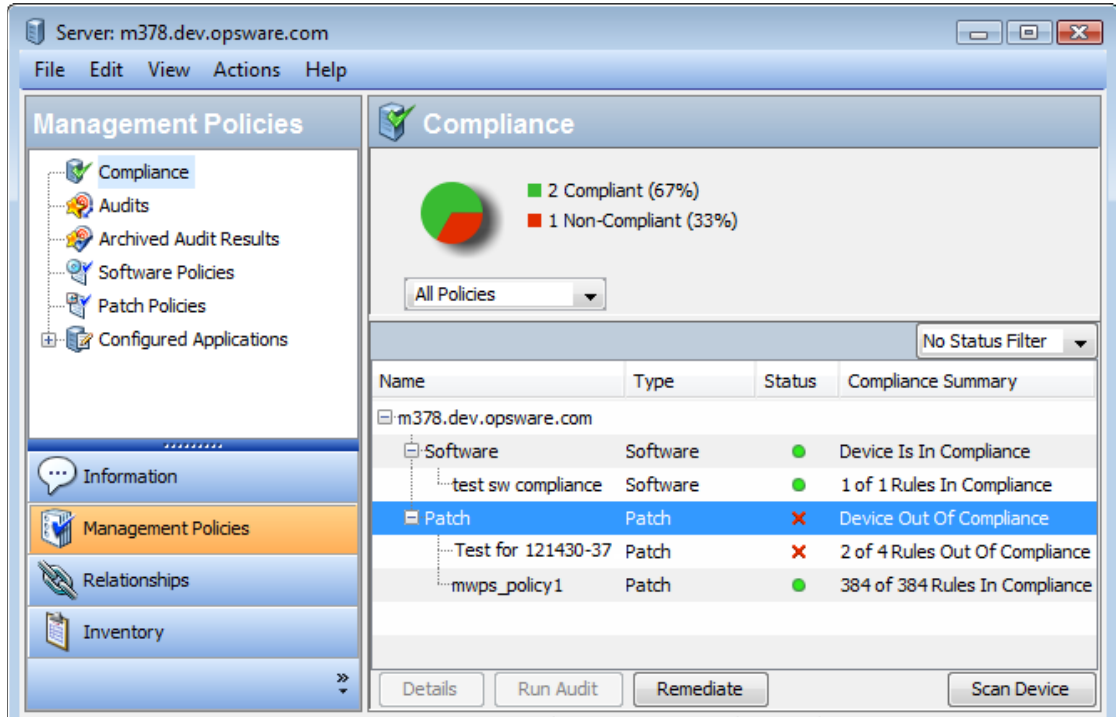 Server: m378.dev.opsware.com
File Edit View Actions Help
Management Policies
Compliance
Audits
Archived Audit Results
Software Policies
Patch Policies
Configured Applications
Information
Management Policies
Relationships
Inventory
Compliance
2 Compliant (67%)
1 Non-Compliant (33%)
All Policies
No Status Filter
Name Type Status Compliance Summary
m378.dev.opsware.com
Software Software Device Is In Compliance
test sw compliance Software 1 of 1 Rules In Compliance
Patch Patch Device Out Of Compliance
Test for 121430-37 Patch 2 of 4 Rules Out Of Compliance
mwps_policy1 Patch 384 of 384 Rules In Compliance
Details Run Audit Remediate Scan Device